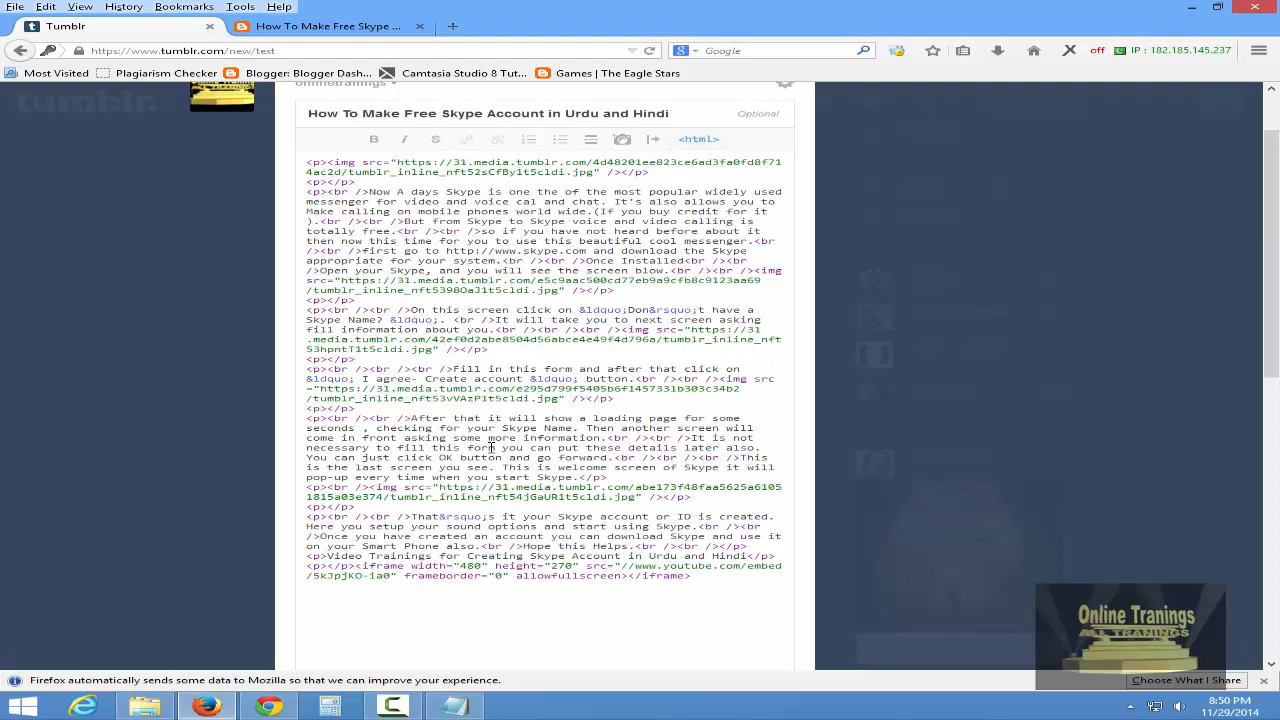 File Edit View History Bookmarks Tools Help
Tumblr
How To Make Free Skype ...
https://www.tumblr.com/new/text
Google
off IP : 182.185.145.237
Most Visited Plagiarism Checker Blogger: Blogger Dash... Camtasia Studio & Tut... Games | The Eagle Stars
onlinetranings
How To Make Free Skype Account in Urdu and Hindi Optional
B i S <html>
<p><img src="https://31.media.tumblr.com/4d48201ee823ce6ad3fa0fd8f71
4ac2d/tumblr_inline_nft52sCfBy1t5cldi.jpg" /></p>
<p></p>
<p><br />Now A days Skype is one the of the most popular widely used
messenger for video and voice cal and chat. It's also allows you to
Make calling on mobile phones world wide.(If you buy credit for it
).<br /><br />But from Skype to Skype voice and video calling is
totally free.<br /><br />so if you have not heard before about it
then now this time for you to use this beautiful cool messenger.<br
/><br />first go to http://www.skype.com and download the Skype
appropriate for your system.<br /><br />Once Installed<br /><br
/>Open your Skype, and you will see the screen blow.<br /><br /><img
src="https://31.media.tumblr.com/e5c9aac500cd77eb9a9cfb8c9123aa69
/tumblr_inline_nft5398OaJ1t5cldi.jpg" /></p>
<p></p>
<p><br /><br />On this screen click on &ldquo;Don&rsquo;t have a
Skype Name? &ldquo;. <br />It will take you to next screen asking
fill information about you.<br /><br /><br /><img src="https://31
.media.tumblr.com/42ef0d2abe8504d56abce4e49f4d796a/tumblr_inline_nft
53hpntT1t5cldi.jpg" /></p>
<p></p>
<p><br /><br /><br />Fill in this form and after that click on
&ldquo; I agree- Create account &ldquo; button.<br /><br /><img src
="https://31.media.tumblr.com/e295d799f5405b6f1457331b303c34b2
/tumblr_inline_nft53vVAzP1t5cldi.jpg" /></p>
<p></p>
<p><br /><br />After that it will show a loading page for some
seconds , checking for your Skype Name. Then another screen will
come in front asking some more information.<br /><br />It is not
necessary to fill this form you can put these details later also.
You can just click OK button and go forward.<br /><br /><br />This
is the last screen you see. This is welcome screen of Skype it will
pop-up every time when you start Skype.</p>
<p><br /><img src="https://31.media.tumblr.com/abe173f48faa5625a6105
1815a03e374/tumblr_inline_nft54jGaUR1t5cldi.jpg" /></p>
<p></p>
<p><br /><br />That&rsquo;s it your Skype account or ID is created.
Here you setup your sound options and start using Skype.<br /><br
/>Once you have created an account you can download Skype and use it
on your Smart Phone also.<br />Hope this Helps.<br /><br /></p>
<p>Video Trainings for Creating Skype Account in Urdu and Hindi</p>
<p></p><iframe width="480" height="270" src="//www.youtube.com/embed
/5kJpjKO-ia0" frameborder="0" allowfullscreen></iframe>
Online Tranings
ALL TRANINGS
Firefox automatically sends some data to Mozilla so that we can improve your experience. Choose What I Share
8:50 PM
11/29/2014